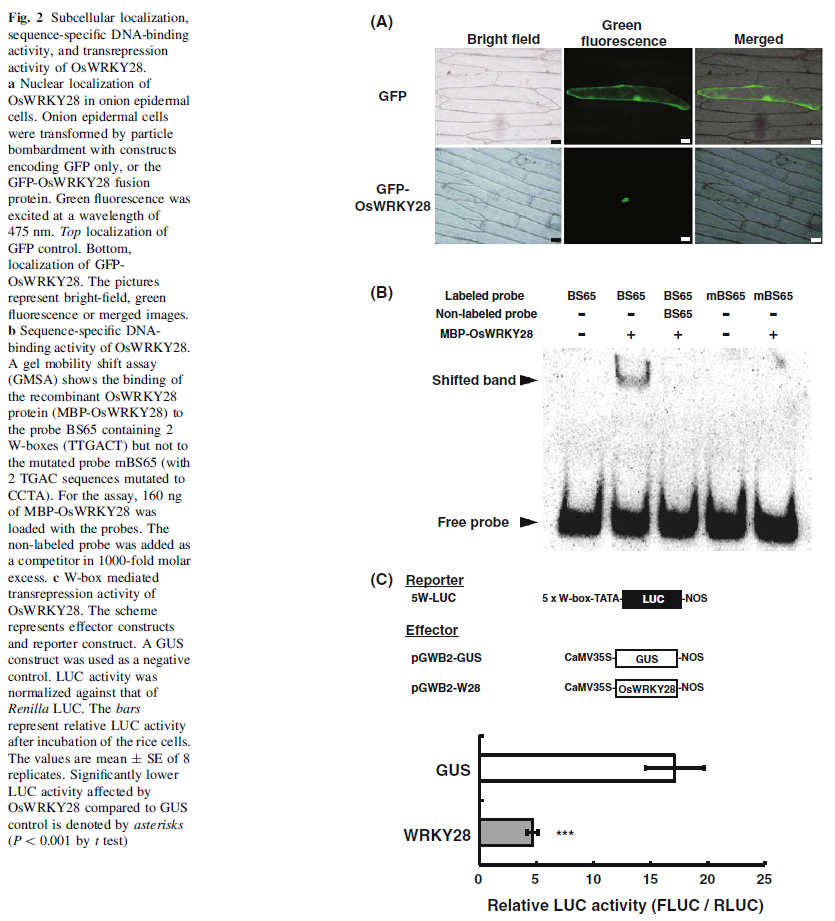 Fig. 2 Subcellular localization,
sequence-specific DNA-binding
activity, and transrepression
activity of OsWRKY28.
a Nuclear localization of
OsWRKY28 in onion epidermal
cells. Onion epidermal cells
were transformed by particle
bombardment with constructs
encoding GFP only, or the
GFP-OsWRKY28 fusion
protein. Green fluorescence was
excited at a wavelength of
475 nm. Top localization of
GFP control. Bottom,
localization of GFP-
OsWRKY28. The pictures
represent bright-field, green
fluorescence or merged images.
b Sequence-specific DNA-
binding activity of OsWRKY28.
A gel mobility shift assay
(GMSA) shows the binding of
the recombinant OsWRKY28
protein (MBP-OsWRKY28) to
the probe BS65 containing 2
W-boxes (TTGACT) but not to
the mutated probe mBS65 (with
2 TGAC sequences mutated to
CCTA). For the assay, 160 ng
of MBP-OsWRKY28 was
loaded with the probes. The
non-labeled probe was added as
a competitor in 1000-fold molar
excess. c W-box mediated
transrepression activity of
OsWRKY28. The scheme
represents effector constructs
and reporter construct. A GUS
construct was used as a negative
control. LUC activity was
normalized against that of
Renilla LUC. The bars
represent relative LUC activity
after incubation of the rice cells.
The values are mean ± SE of 8
replicates. Significantly lower
LUC activity affected by
OsWRKY28 compared to GUS
control is denoted by asterisks
(P < 0.001 by t test)
(A)
Bright field
Green
fluorescence
Merged
GFP
GFP-
OsWRKY28
(B)
Labeled probe BS65 BS65 BS65 mBS65 mBS65
Non-labeled probe - - BS65 - -
MBP-OsWRKY28 - + + - +
Shifted band
Free probe
(C) Reporter
5W-LUC 5 x W-box-TATA- LUC -NOS
Effector
pGWB2-GUS CaMV35S- GUS -NOS
pGWB2-W28 CaMV35S- OsWRKY28 -NOS
GUS
WRKY28 ***
0 5 10 15 20 25
Relative LUC activity (FLUC / RLUC)